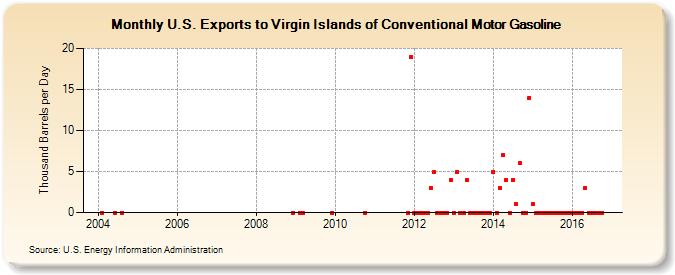 Monthly U.S. Exports to Virgin Islands of Conventional Motor Gasoline
Thousand Barrels per Day
20
15
10
5
0
2004 2006 2008 2010 2012 2014 2016
Source: U.S. Energy Information Administration